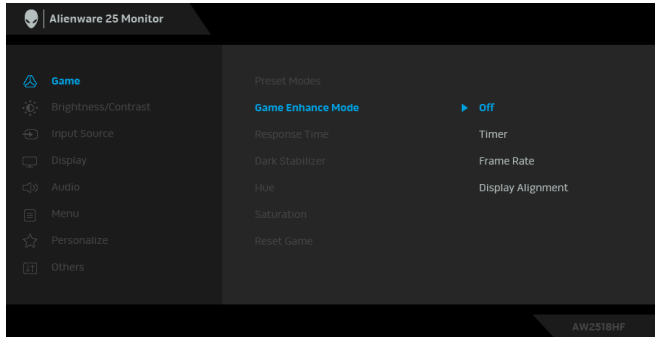 Alienware 25 Monitor
Game
Preset Modes
Brightness/Contrast
Game Enhance Mode
Off
Input Source
Response Time
Timer
Display
Dark Stabilizer
Frame Rate
Audio
Hue
Display Alignment
Menu
Saturation
Personalize
Reset Game
Others
AW2518HF